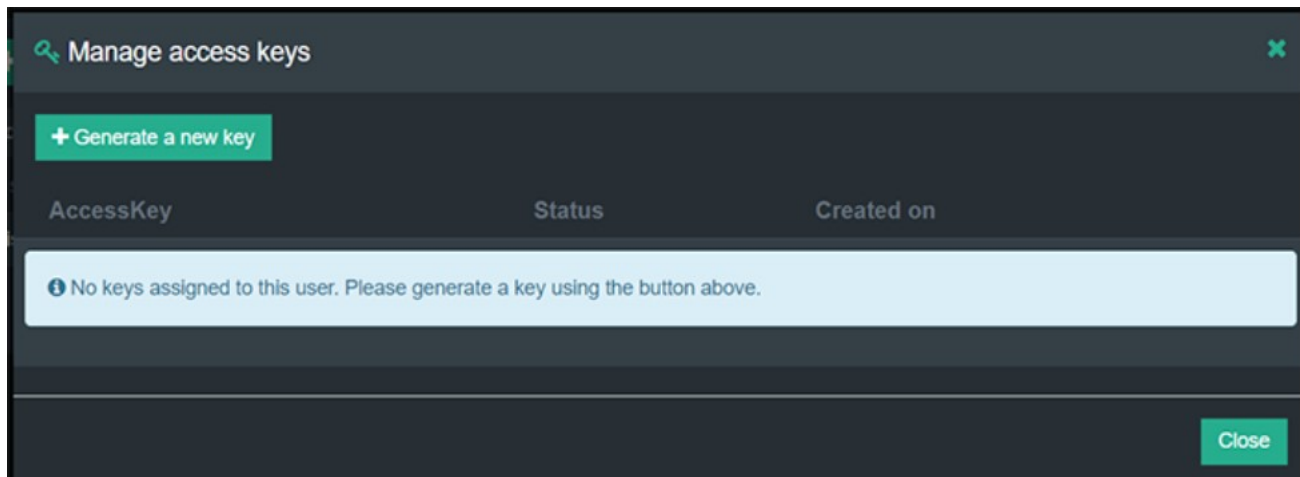 Manage access keys
Generate a new key
AccessKey Status Created on
No keys assigned to this user. Please generate a key using the button above.
Close